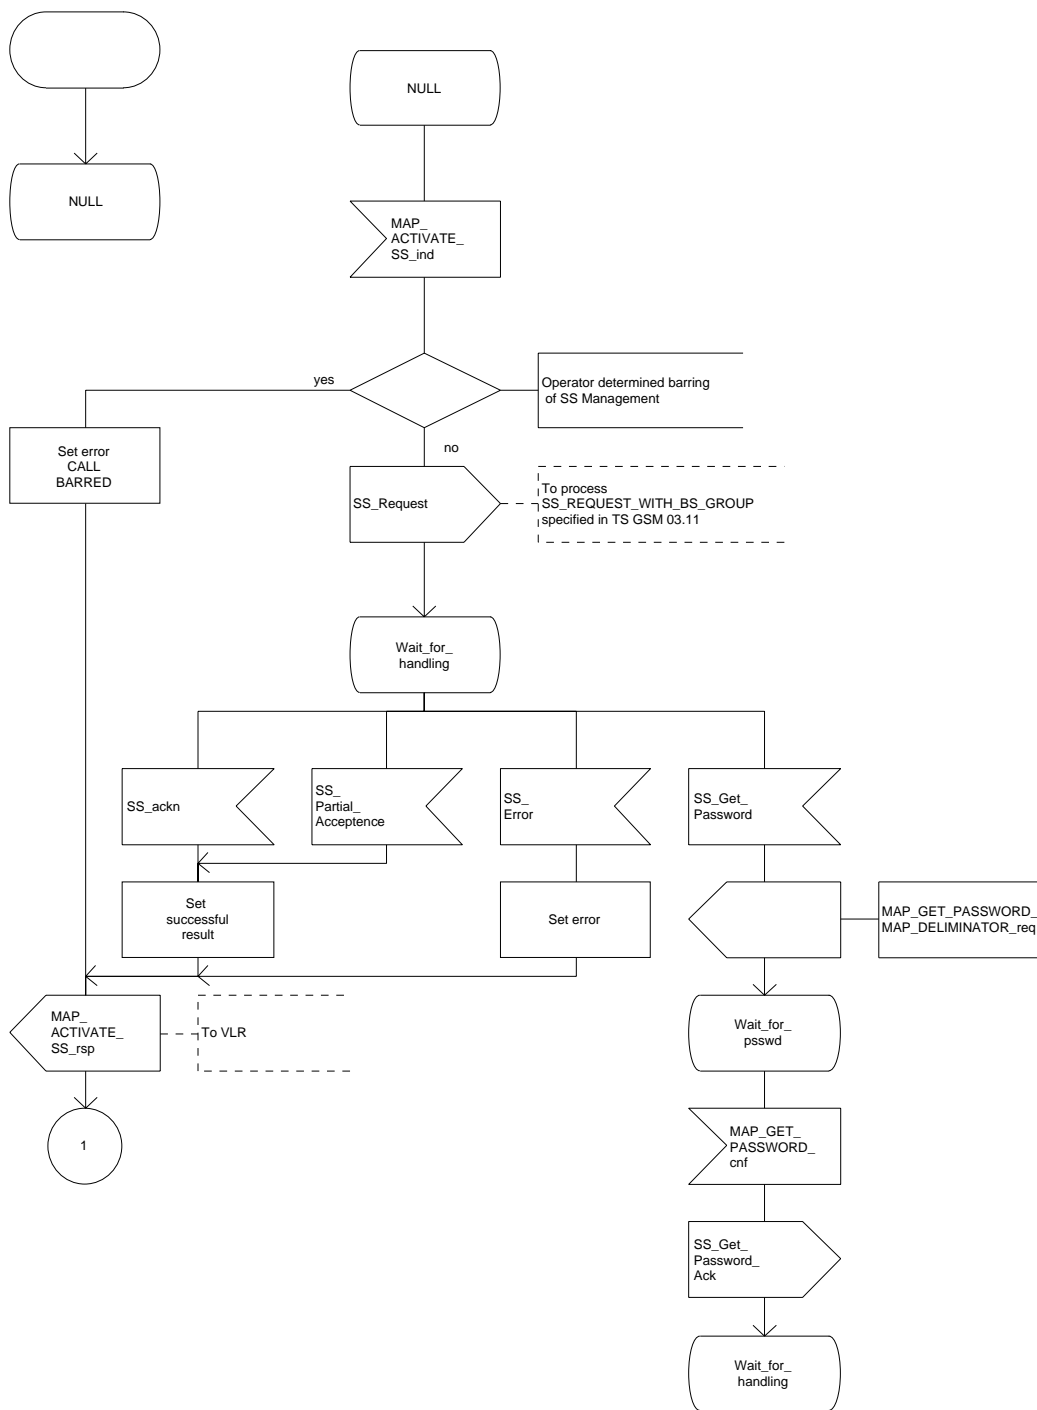 NULL
NULL
MAP_
ACTIVATE_
SS_ind
yes
Operator determined barring
of SS Management
no
Set error
CALL
BARRED
SS_Request
To process
SS_REQUEST_WITH_BS_GROUP
specified in TS GSM 03.11
Wait_for_
handling
SS_ackn
SS_
Partial_
Acceptence
SS_
Error
SS_Get_
Password
Set
successful
result
Set error
MAP_GET_PASSWORD_
MAP_DELIMINATOR_req
MAP_
ACTIVATE_
SS_rsp
To VLR
Wait_for_
psswd
1
MAP_GET_
PASSWORD_
cnf
SS_Get_
Password_
Ack
Wait_for_
handling